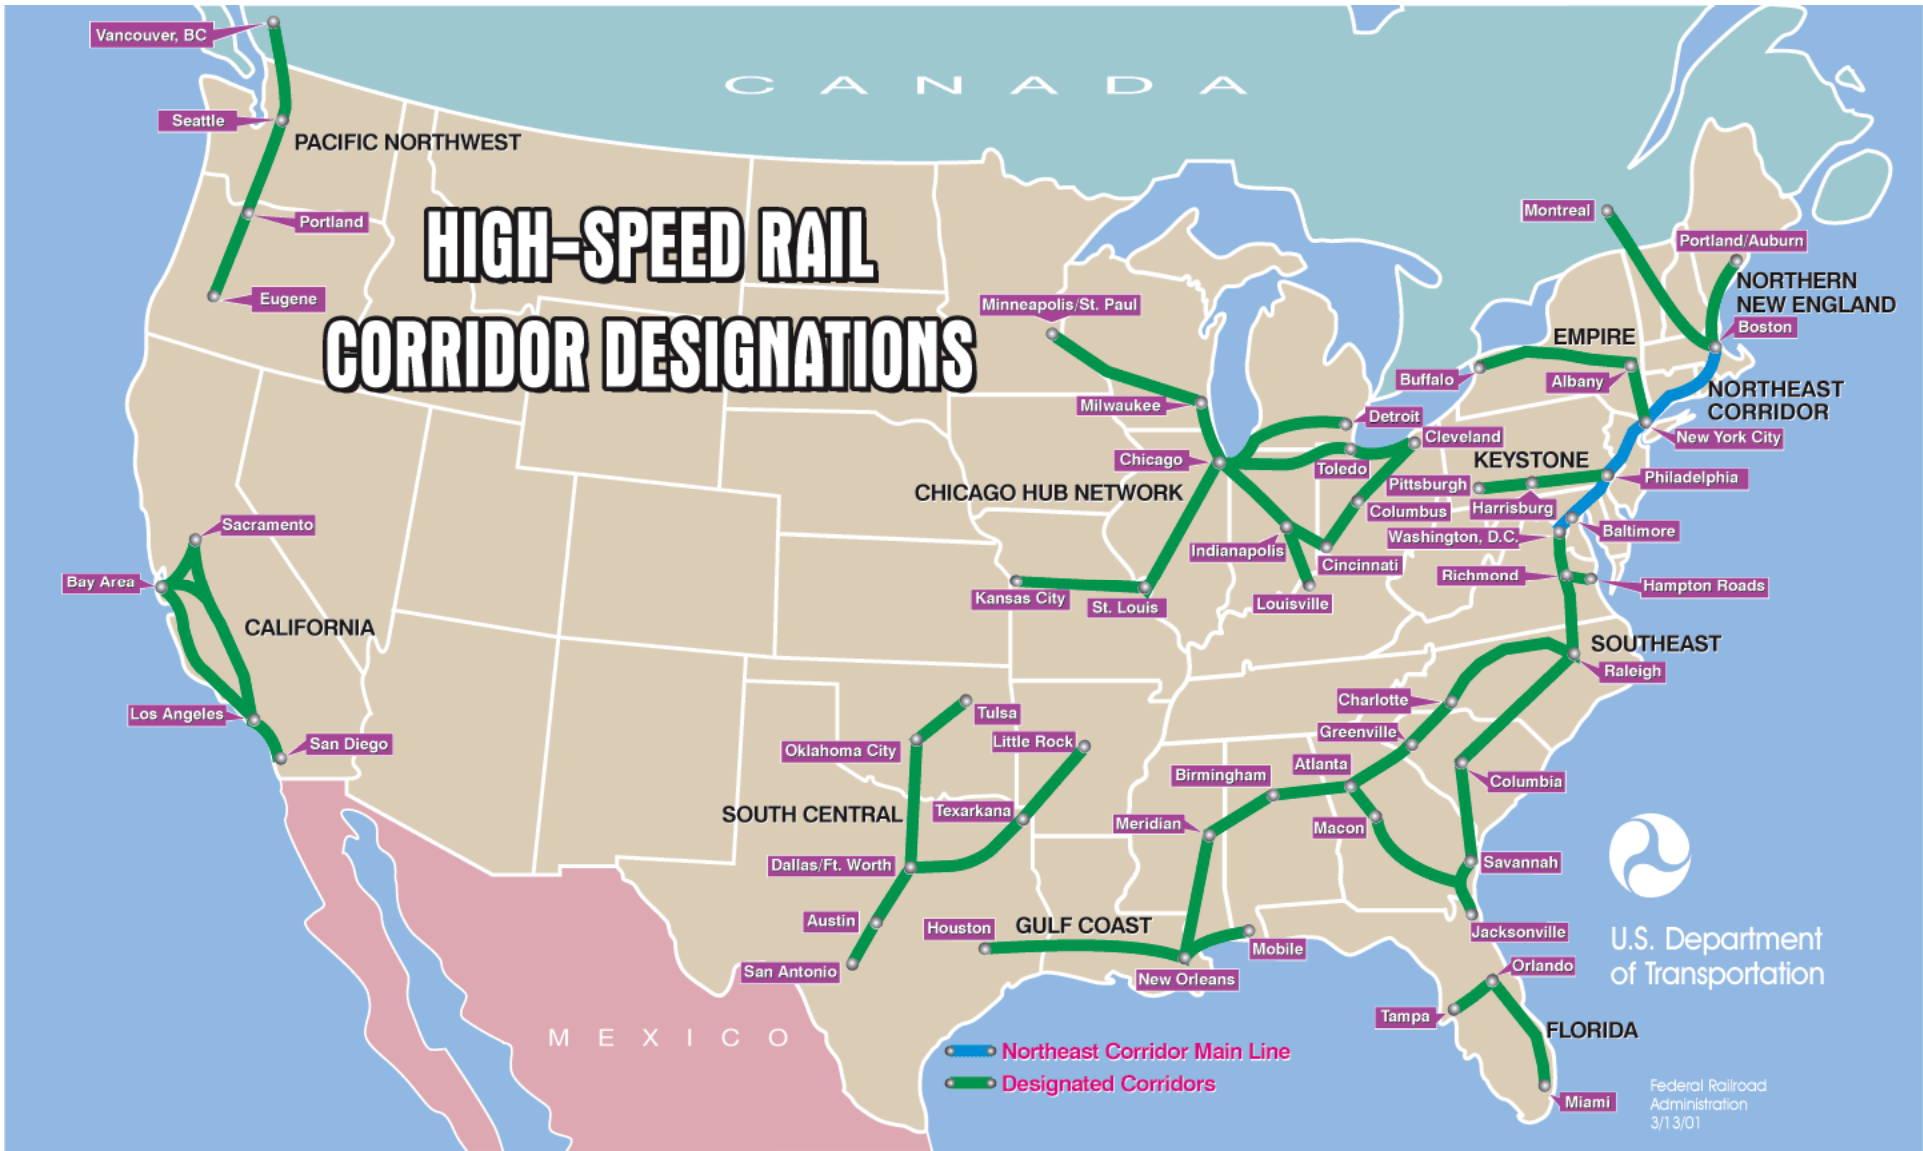 CANADA
Vancouver, BC
Seattle
PACIFIC NORTHWEST
Portland
Eugene
HIGH-SPEED RAIL
CORRIDOR DESIGNATIONS
Minneapolis/St. Paul
Milwaukee
Chicago
CHICAGO HUB NETWORK
Detroit
Cleveland
Toledo
Columbus
Indianapolis
Cincinnati
Louisville
Kansas City
St. Louis
Montreal
Portland/Auburn
NORTHERN
NEW ENGLAND
Boston
EMPIRE
Buffalo
Albany
NORTHEAST
CORRIDOR
New York City
KEYSTONE
Pittsburgh
Harrisburg
Philadelphia
Baltimore
Washington, D.C.
Richmond
Hampton Roads
SOUTHEAST
Raleigh
Charlotte
Greenville
Atlanta
Birmingham
Columbia
Macon
Meridian
Savannah
Jacksonville
Sacramento
Bay Area
CALIFORNIA
Los Angeles
San Diego
Tulsa
Oklahoma City
Little Rock
SOUTH CENTRAL
Texarkana
Dallas/Ft. Worth
Austin
San Antonio
Houston
GULF COAST
Mobile
New Orleans
Orlando
Tampa
FLORIDA
Miami
MEXICO
Northeast Corridor Main Line
Designated Corridors
U.S. Department
of Transportation
Federal Railroad
Administration
3/13/01